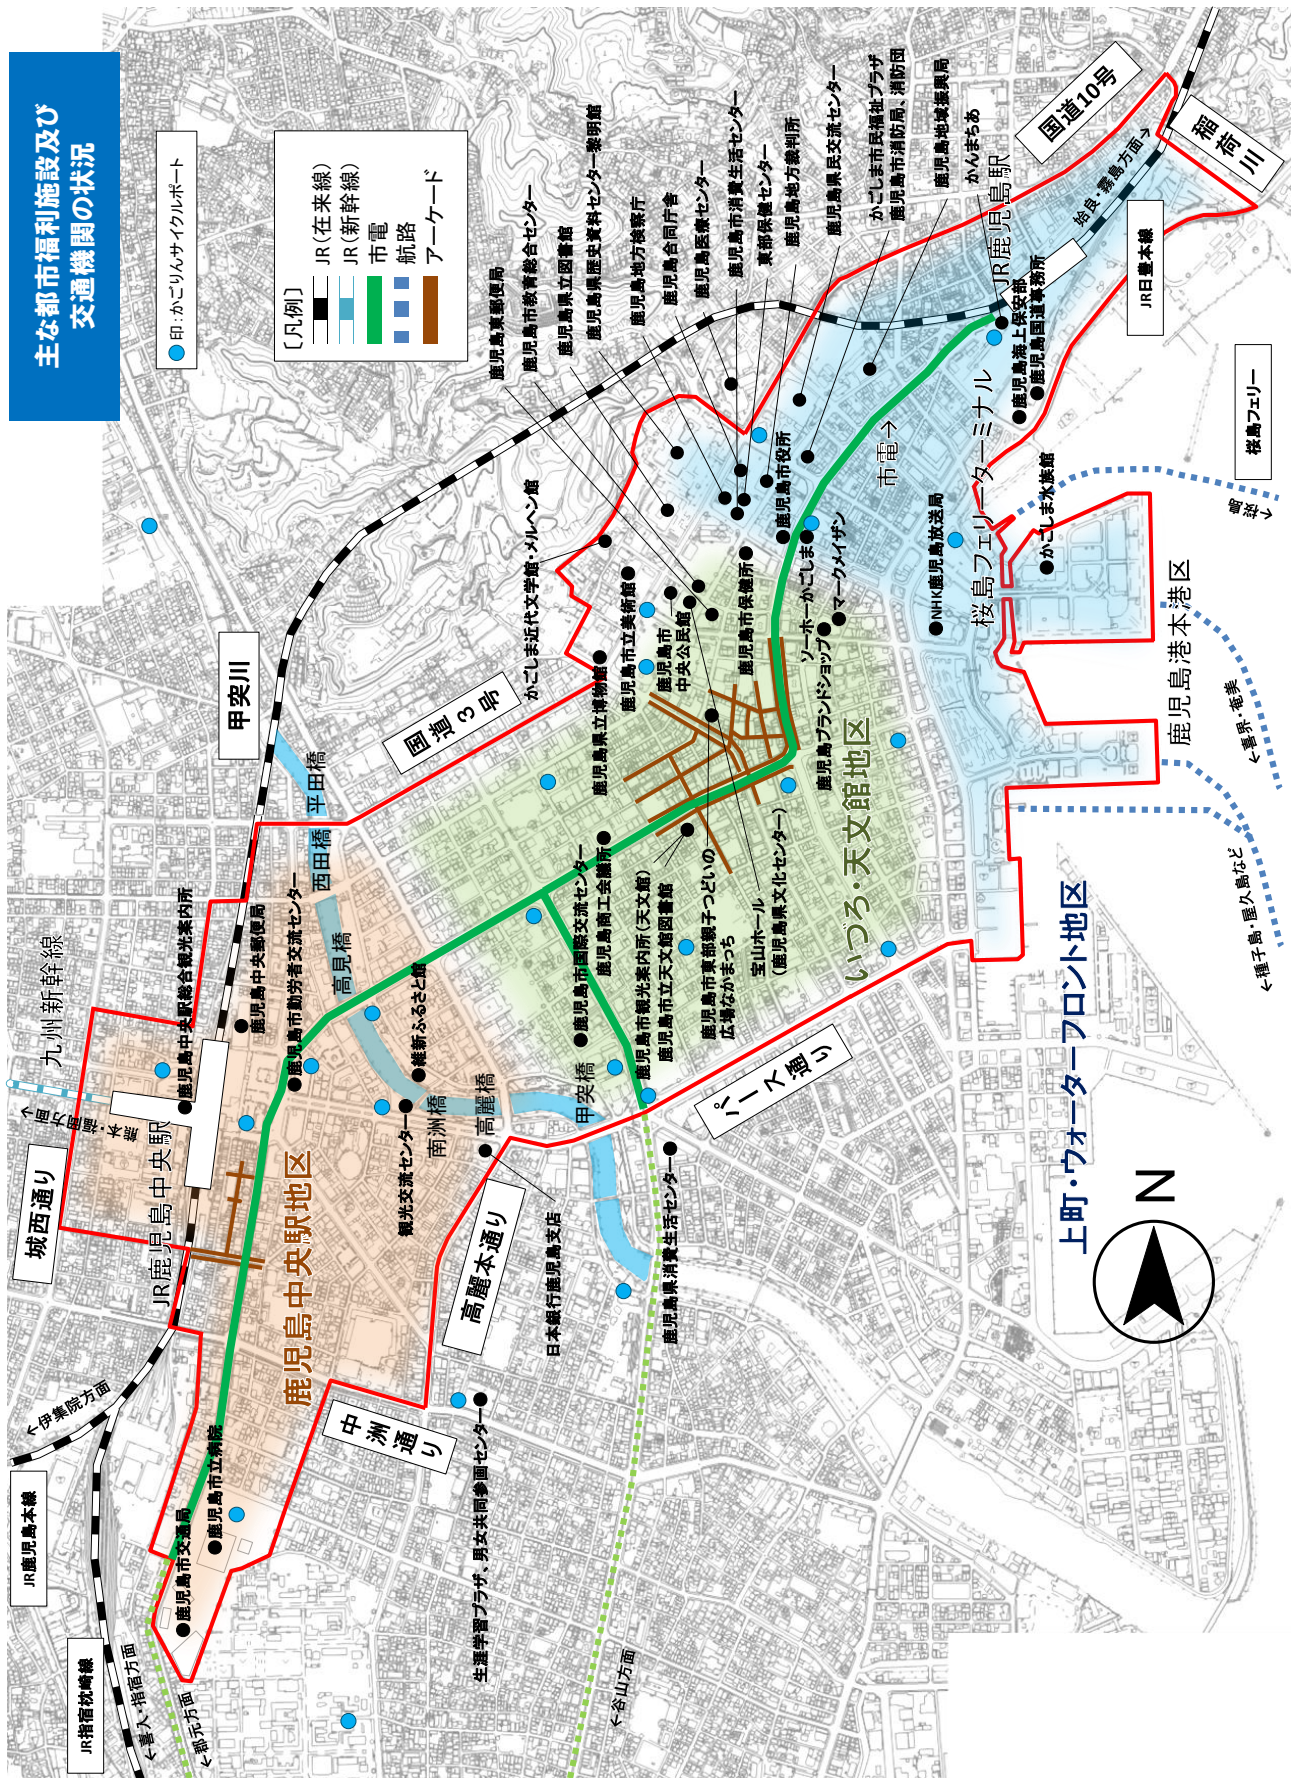 主な都市福利施設及び
交通機関の状況
印：かごりんサイクルポート
〔凡例〕
JR（在来線）
JR（新幹線）
市電
航路
アーケード
国道10号
稲荷川
姶良・霧島方面→
JR日豊本線
JR鹿児島駅
かんまちあ
鹿児島地域振興局
かごしま市民福祉プラザ
鹿児島市消防局、消防団
鹿児島県民交流センター
鹿児島地方裁判所
東部保健センター
鹿児島市消費生活センター
鹿児島医療センター
鹿児島合同庁舎
鹿児島地方検察庁
鹿児島県歴史資料センター黎明館
鹿児島県立図書館
鹿児島市教育総合センター
鹿児島東郵便局
鹿児島海上保安部
鹿児島国道事務所
桜島フェリー
桜島フェリーターミナル
市電→
かごしま水族館
NHK鹿児島放送局
鹿児島市役所
ソーホーかごしま
マークメイザン
鹿児島ブランドショップ
鹿児島市保健所
鹿児島市
中央公民館
鹿児島市立美術館
鹿児島県立博物館
かごしま近代文学館・メルヘン館
国道３号
甲突川
平田橋
西田橋
高見橋
南洲橋
高麗橋
甲突橋
鹿児島港本港区
←喜界・奄美
←種子島・屋久島など
いづろ・天文館地区
上町・ウォーターフロント地区
宝山ホール
（鹿児島県文化センター）
鹿児島市東部親子つどいの
広場なかまっち
鹿児島市立天文館図書館
鹿児島市観光案内所（天文館）
鹿児島商工会議所
鹿児島市国際交流センター
パース通り
維新ふるさと館
観光交流センター
鹿児島市勤労者交流センター
鹿児島中央郵便局
鹿児島中央駅総合観光案内所
九州新幹線
熊本・福岡方面→
城西通り
JR鹿児島中央駅
鹿児島中央駅地区
高麗本通り
日本銀行鹿児島支店
鹿児島県消費生活センター
中洲通り
生涯学習プラザ、男女共同参画センター
鹿児島市立病院
鹿児島市交通局
←伊集院方面
JR鹿児島本線
JR指宿枕崎線
←喜入・指宿方面
←郡元方面
←谷山方面
N